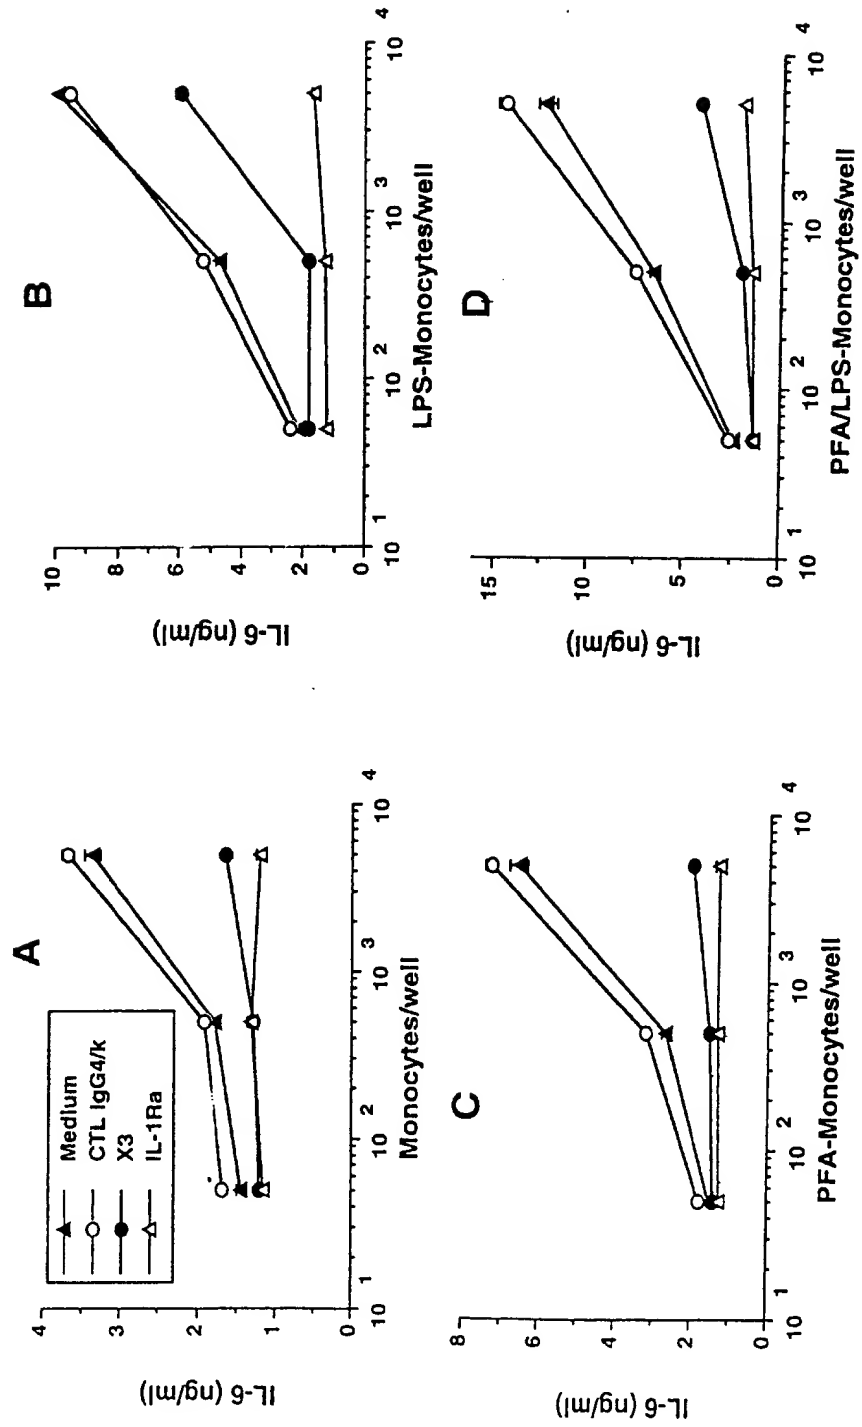 A
4
3
2
1
0
IL-6 (ng/ml)
Medium
CTL IgG4/k
X3
IL-1Ra
10 1
10 2
10 3
10 4
Monocytes/well
B
10
8
6
4
2
0
IL-6 (ng/ml)
10 1
10 2
10 3
10 4
LPS-Monocytes/well
C
8
6
4
2
0
IL-6 (ng/ml)
10 1
10 2
10 3
10 4
PFA-Monocytes/well
D
15
10
5
0
IL-6 (ng/ml)
10 1
10 2
10 3
10 4
PFA/LPS-Monocytes/well